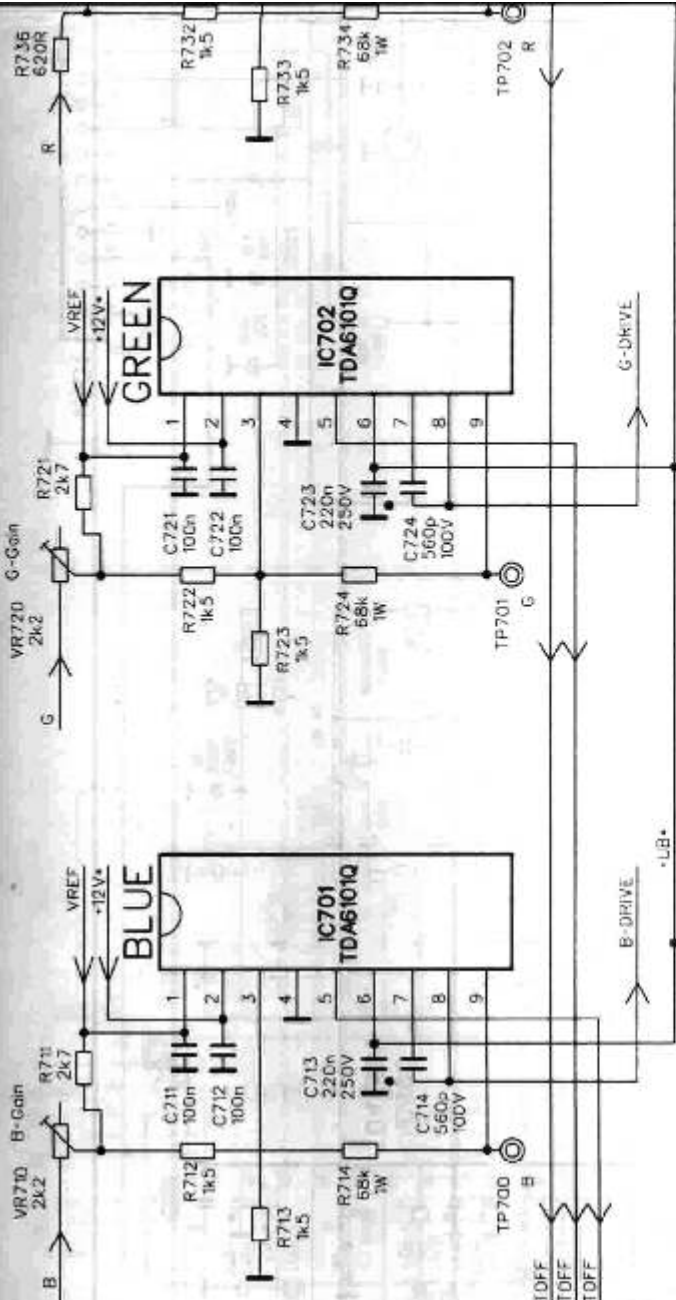 R736
620R
R732
1k5
R733
1k5
R734
68k
1W
TP702
R
R
VREF
+12V*
GREEN
IC702
TDA6101Q
1
2
3
4
5
6
7
8
9
G-DRIVE
R721
2k7
C721
100n
C722
100n
C723
220n
250V
C724
560p
100V
G-Gain
VR720
2k2
G
R722
1k5
R723
1k5
R724
68k
1W
TP701
G
VREF
+12V*
BLUE
IC701
TDA6101Q
1
2
3
4
5
6
7
8
9
B-DRIVE
R711
2k7
C711
100n
C712
100n
C713
220n
250V
C714
560p
100V
B-Gain
VR710
2k2
B
R712
1k5
R713
1k5
R714
68k
1W
TP700
B
TOFF
TOFF
TOFF